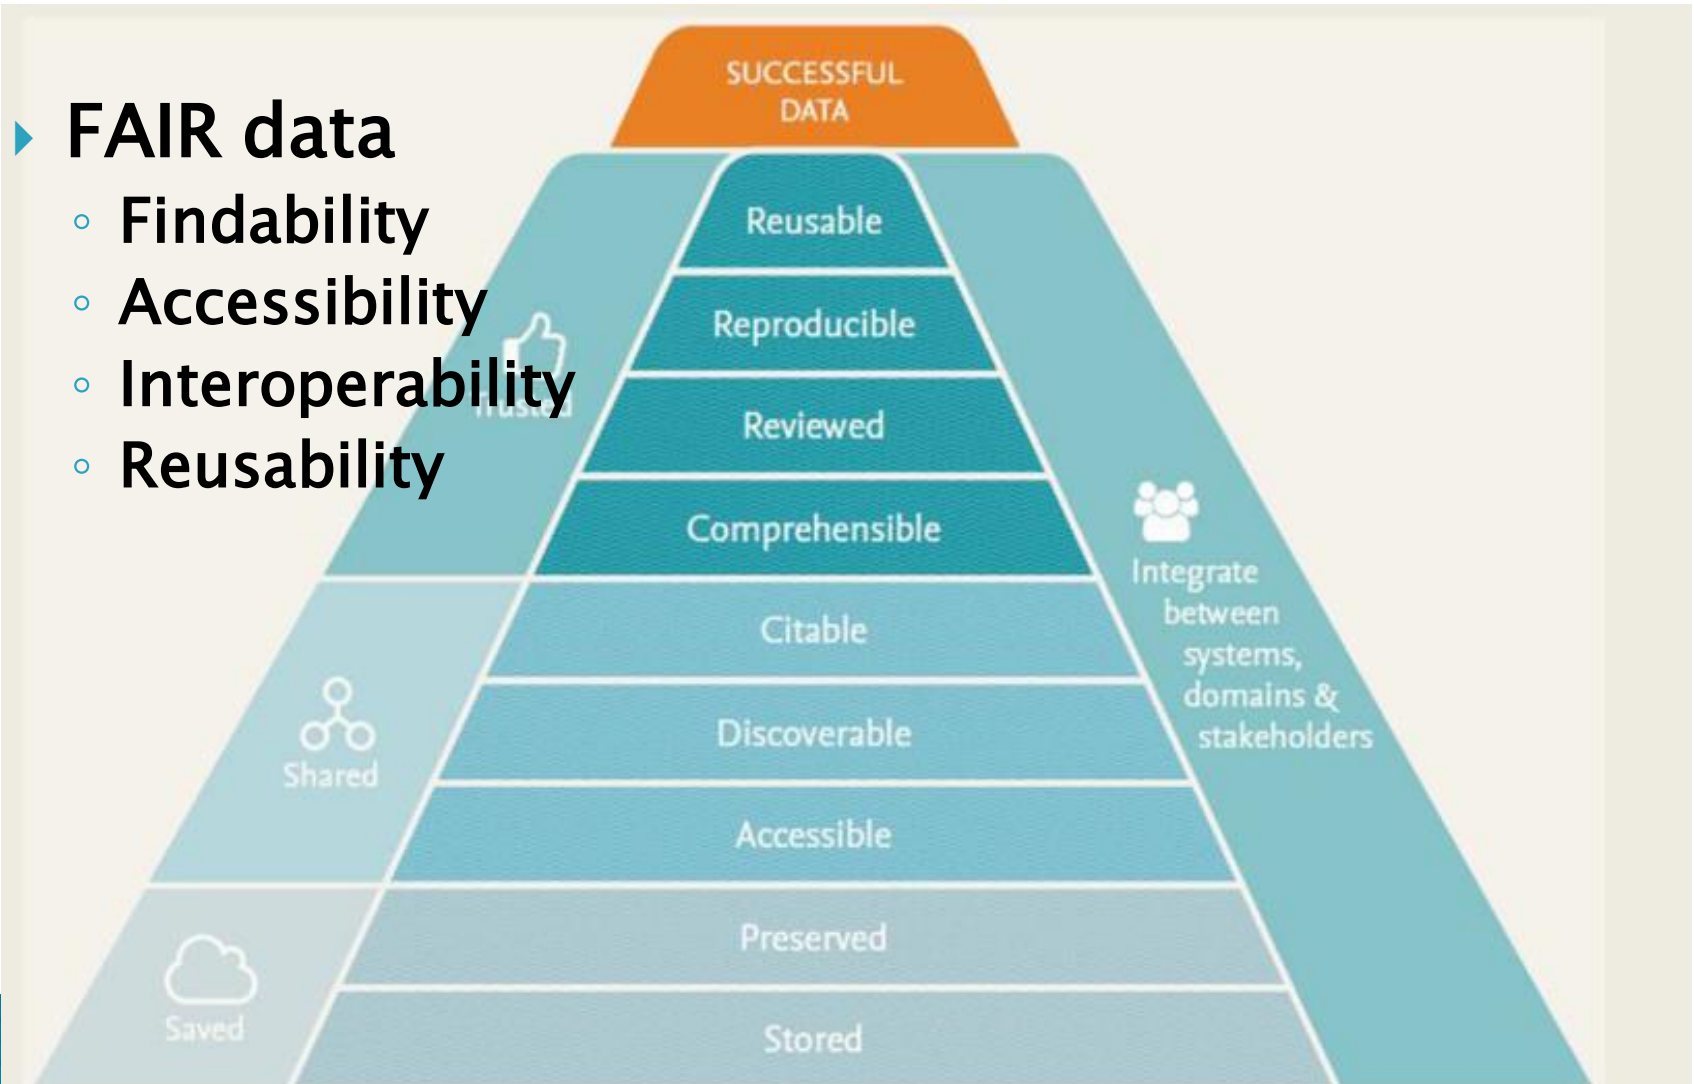 FAIR data
Findability
Accessibility
Interoperability
Reusability
SUCCESSFUL
DATA
Reusable
Reproducible
Reviewed
Comprehensible
Citable
Discoverable
Accessible
Preserved
Stored
Trusted
Shared
Saved
Integrate
between
systems,
domains &
stakeholders